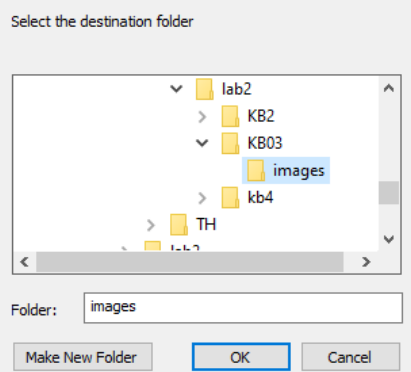 Select the destination folder
lab2
KB2
KB03
images
kb4
TH
Folder: images
Make New Folder OK Cancel